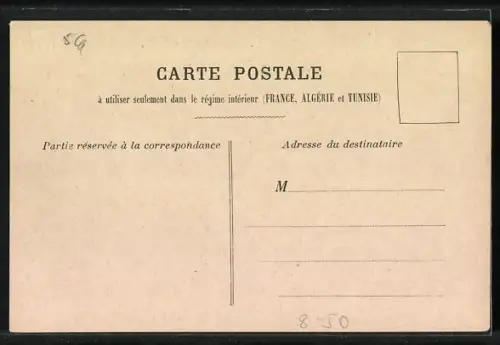 59
CARTE POSTALE
à utiliser seulement dans le régime intérieur (FRANCE, ALGÉRIE et TUNISIE)
Partie réservée à la correspondance
Adresse du destinataire
M
8-50